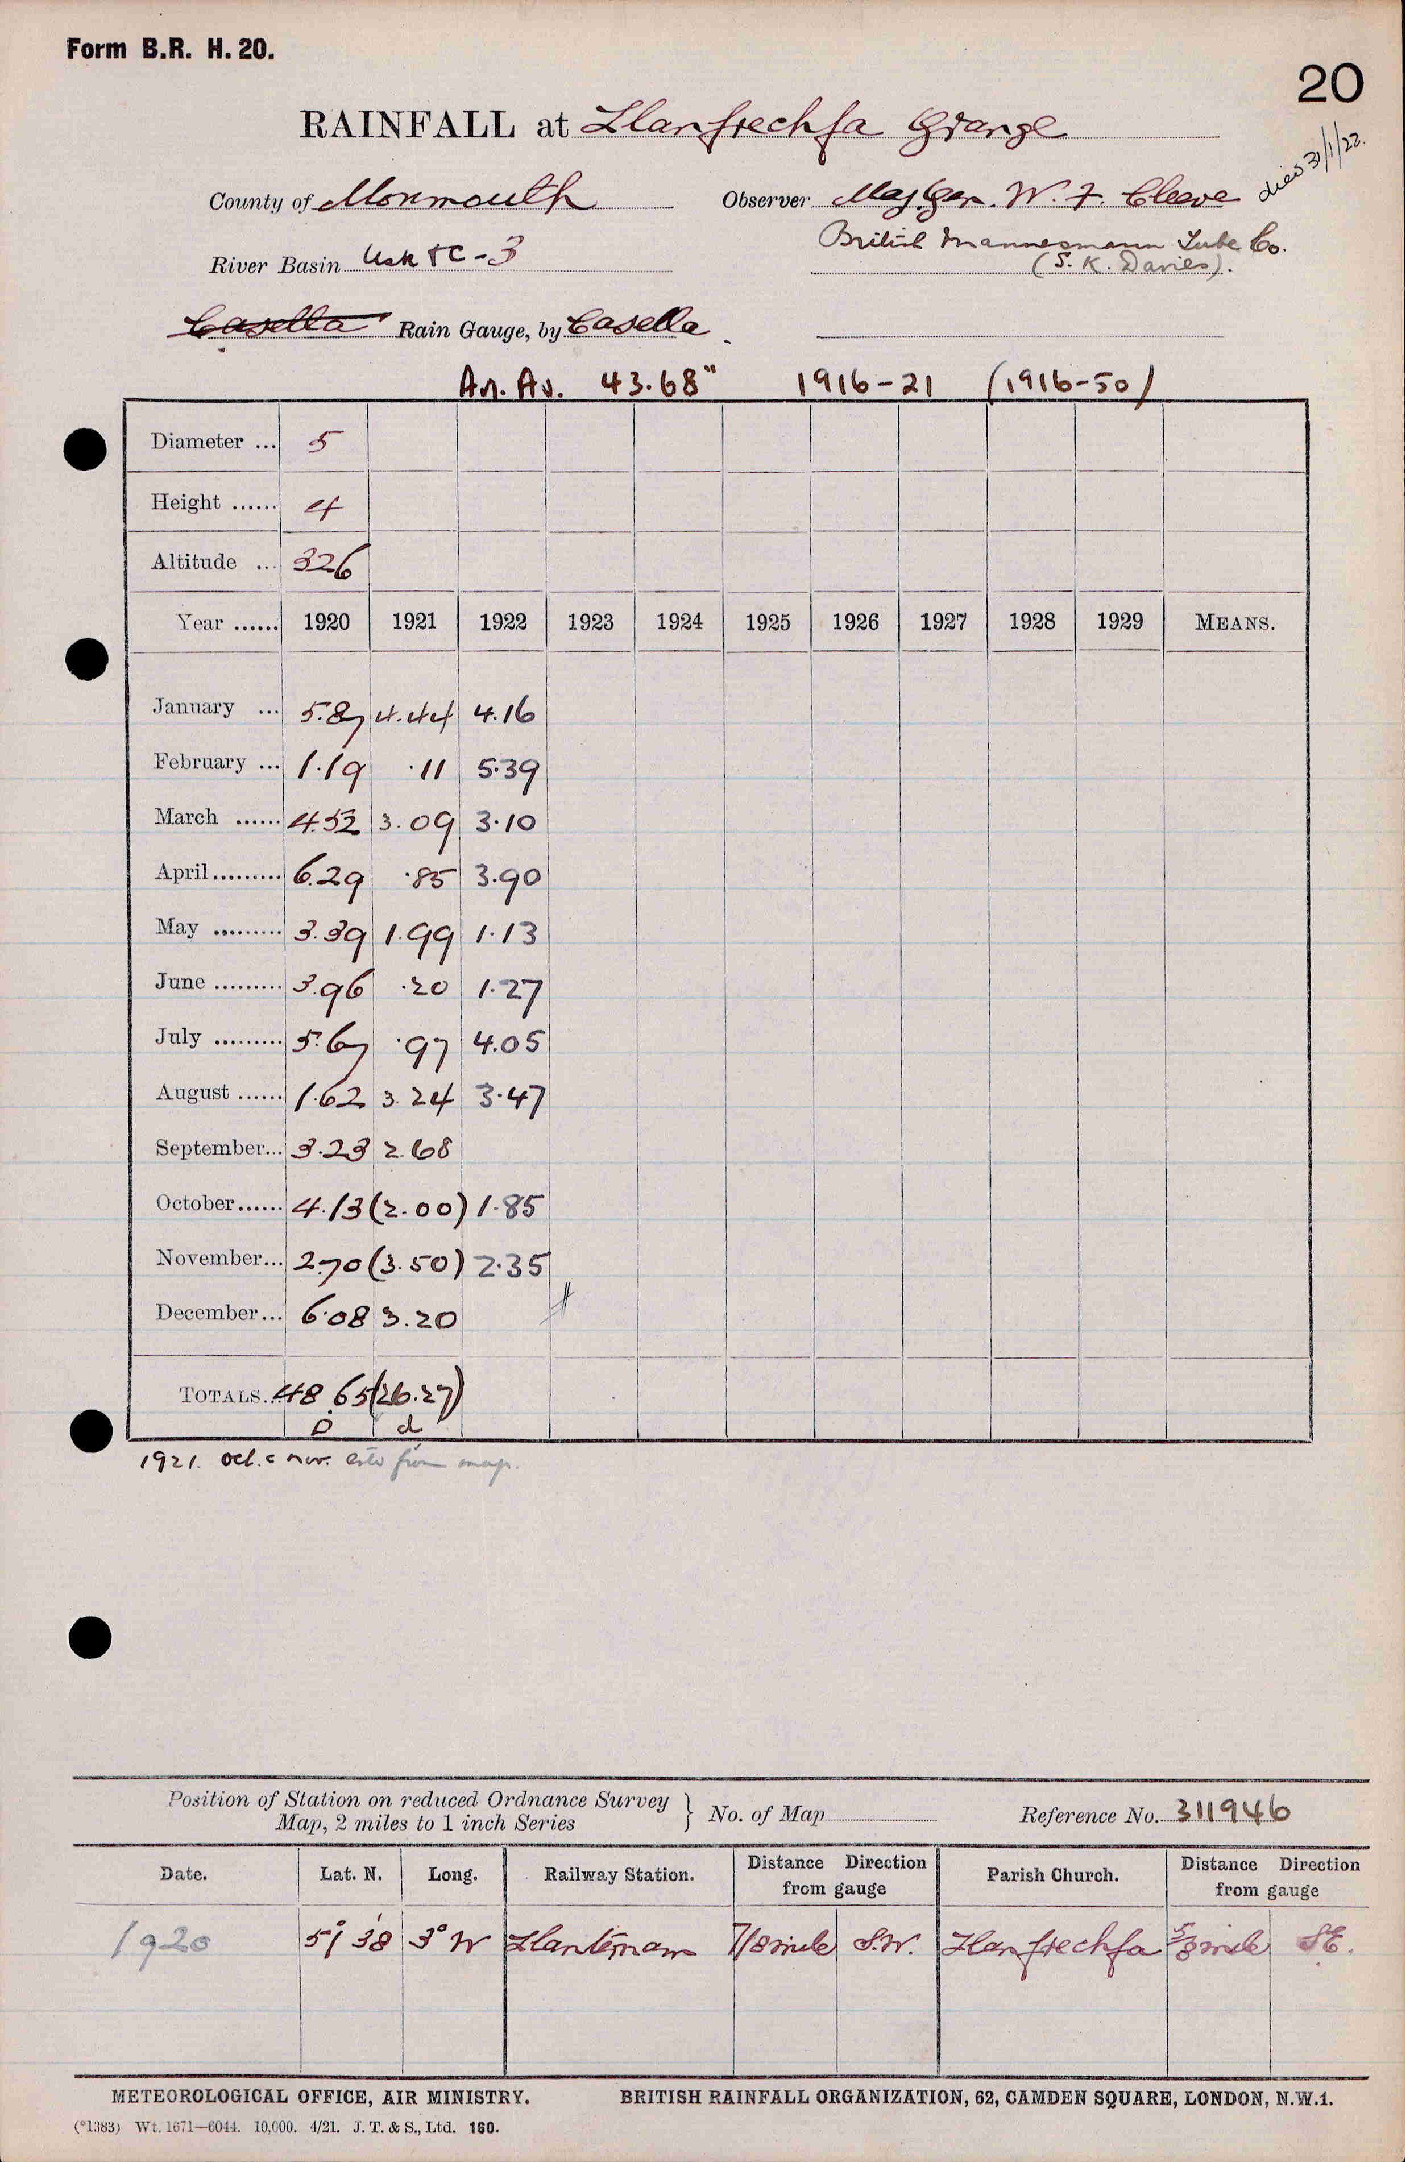 Form B.R. H. 20.
20
RAINFALL at Llanfrechfa Grange
died 31/1/22.
County of Monmouth Observer Maj. Gen. W. F. Cleeve
River Basin Usk &C - 3 British Mannesmann Tube Co.
(S. K. Davies).
Casella Rain Gauge, by Casella
An. Av. 43.68" 1916-21 (1916-50)
Diameter ... 5
Height ...... 4
Altitude ... 326
Year ...... 1920 1921 1922 1923 1924 1925 1926 1927 1928 1929 MEANS.
January ... 5.87 4.44 4.16
February ... 1.19 .11 5.39
March ...... 4.52 3.09 3.10
April ......... 6.29 .85 3.90
May ......... 3.39 1.99 1.13
June ......... 3.96 .20 1.27
July ......... 5.67 .97 4.05
August ...... 1.62 3.24 3.47
September... 3.23 2.68
October...... 4.13 (2.00) 1.85
November... 2.70 (3.50) 2.35
December... 6.08 3.20
TOTALS... 48.65 (26.27)
D d
1921. Oct. & Nov. ests from map.
Position of Station on reduced Ordnance Survey Map, 2 miles to 1 inch Series } No. of Map Reference No. 311946
Date. Lat. N. Long. Railway Station. Distance Direction from gauge Parish Church. Distance Direction from gauge
1920 51° 38' 3° W Llantarnam 7/8 mile S.W. Llanfrechfa 5/8 mile SE.
METEOROLOGICAL OFFICE, AIR MINISTRY. BRITISH RAINFALL ORGANIZATION, 62, CAMDEN SQUARE, LONDON, N.W.1.
(*1383) Wt. 1671—6044. 10,000. 4/21. J. T. & S., Ltd. 160.